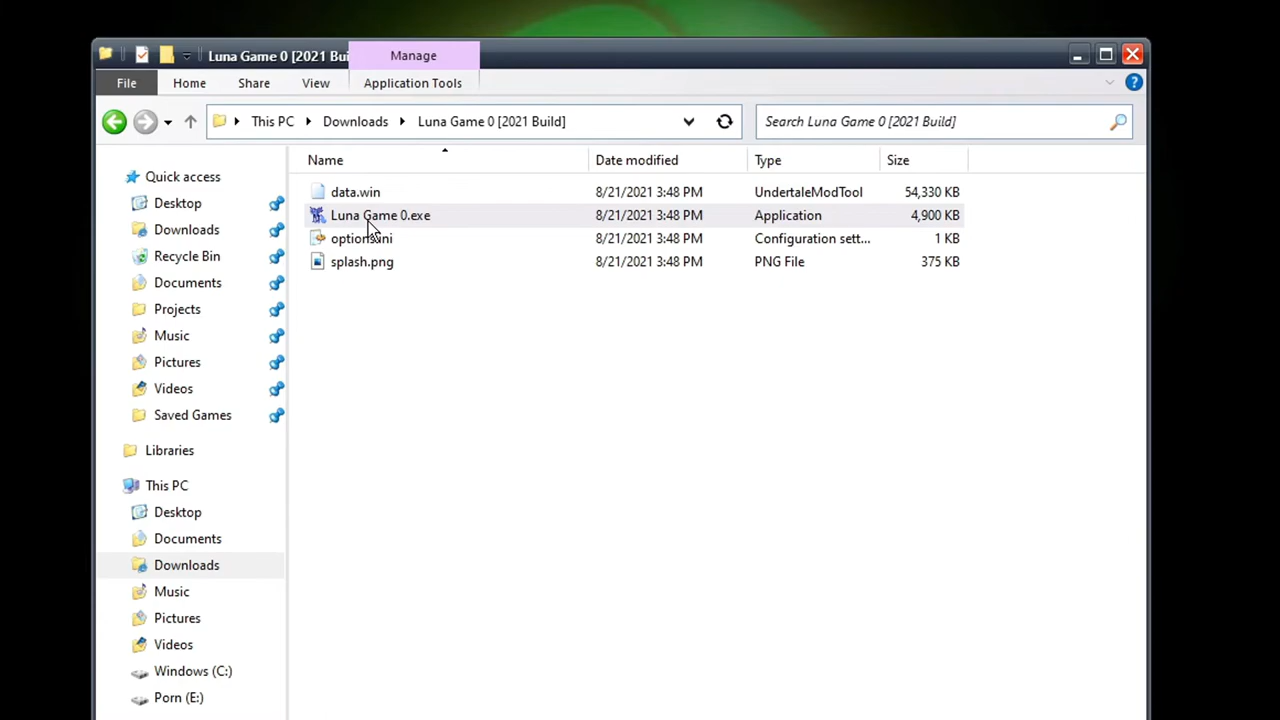 Luna Game 0 [2021 Bui
Manage
File Home Share View Application Tools
This PC Downloads Luna Game 0 [2021 Build] Search Luna Game 0 [2021 Build]
Name Date modified Type Size
data.win 8/21/2021 3:48 PM UndertaleModTool 54,330 KB
Luna Game 0.exe 8/21/2021 3:48 PM Application 4,900 KB
options.ini 8/21/2021 3:48 PM Configuration sett... 1 KB
splash.png 8/21/2021 3:48 PM PNG File 375 KB
Quick access
Desktop
Downloads
Recycle Bin
Documents
Projects
Music
Pictures
Videos
Saved Games
Libraries
This PC
Desktop
Documents
Downloads
Music
Pictures
Videos
Windows (C:)
Porn (E:)